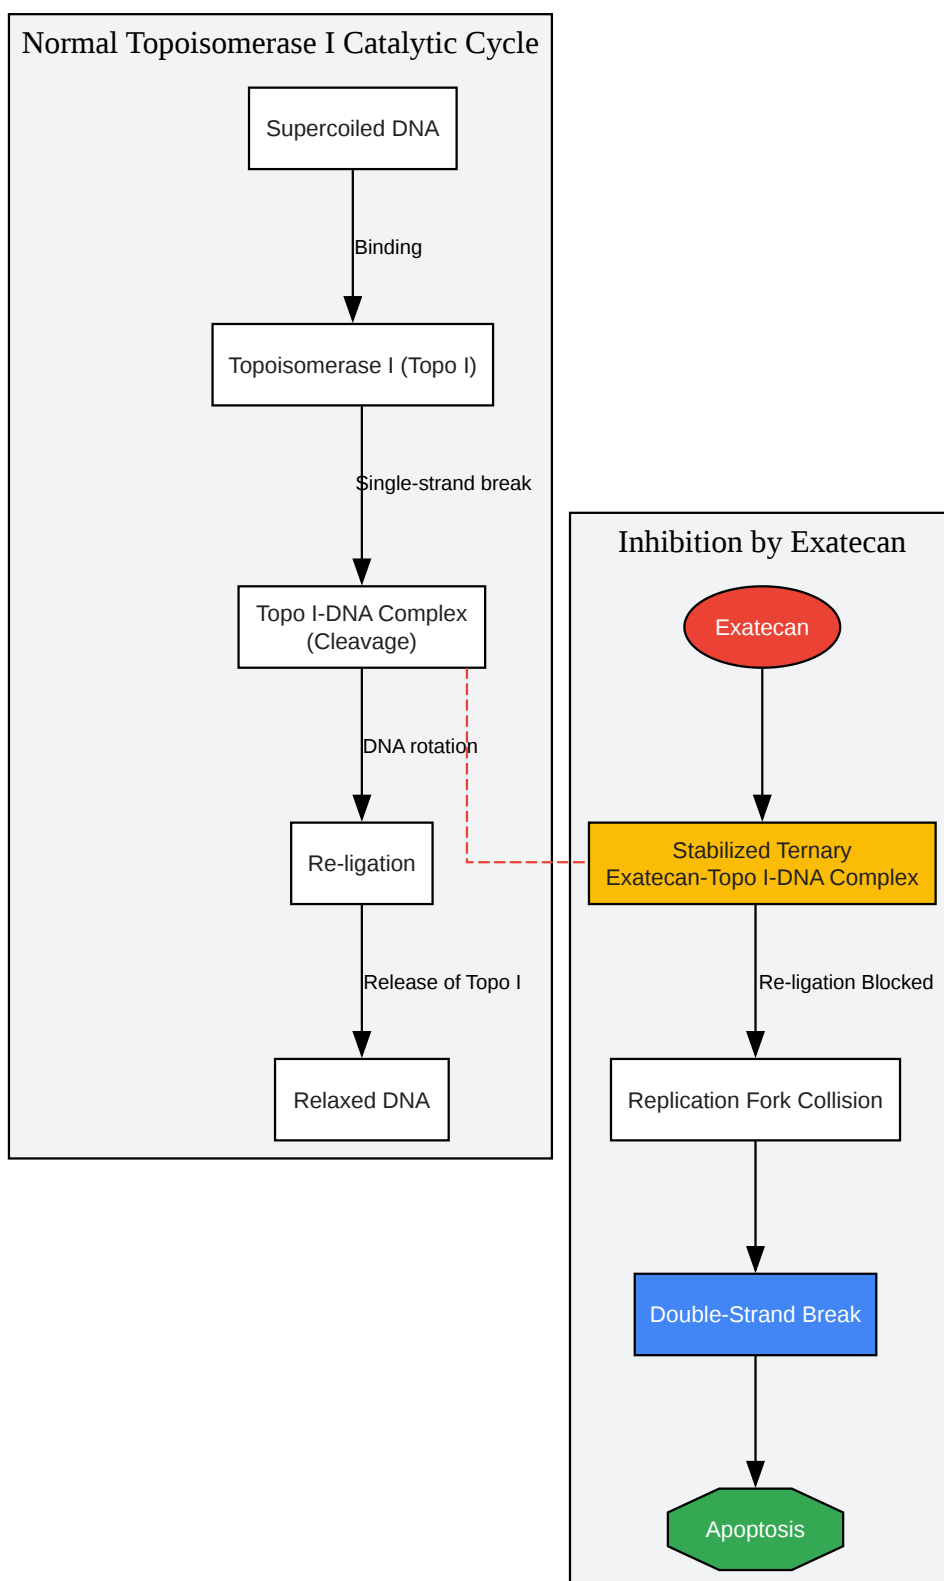 Normal Topoisomerase I Catalytic Cycle
Supercoiled DNA
Binding
Topoisomerase I (Topo I)
Single-strand break
Topo I-DNA Complex
(Cleavage)
DNA rotation
Re-ligation
Release of Topo I
Relaxed DNA
Inhibition by Exatecan
Exatecan
Stabilized Ternary
Exatecan-Topo I-DNA Complex
Re-ligation Blocked
Replication Fork Collision
Double-Strand Break
Apoptosis